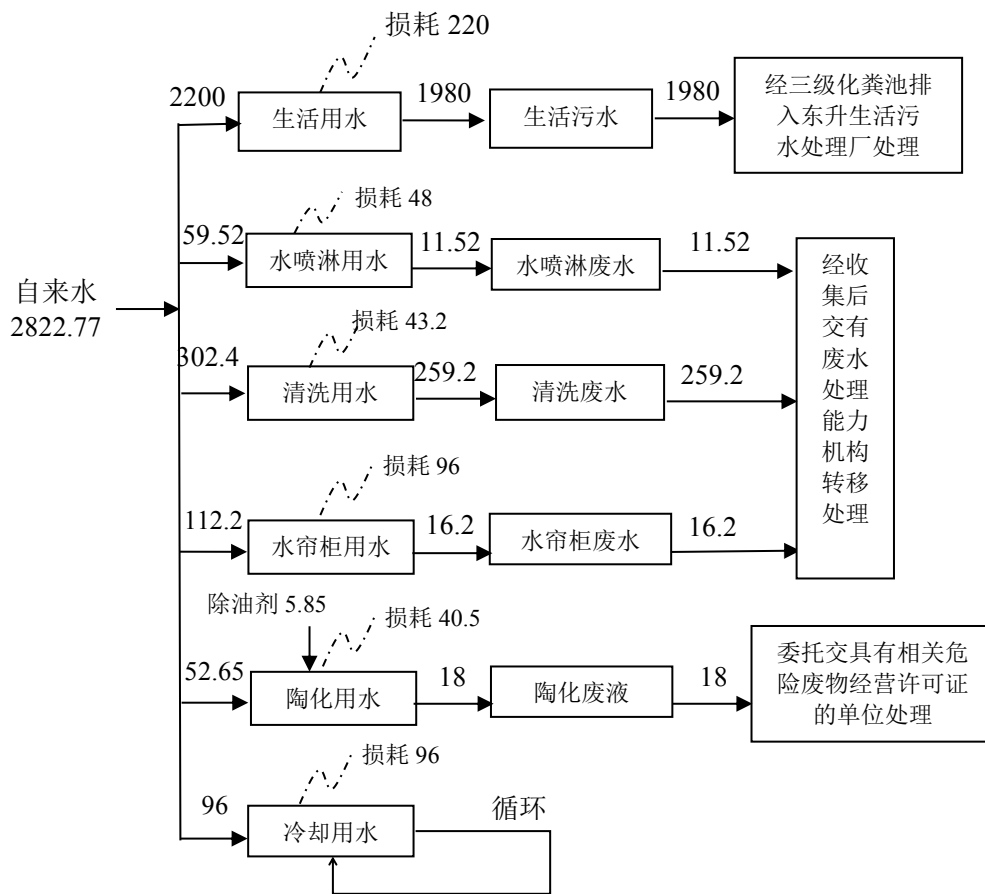 损耗 220
2200
生活用水
1980
生活污水
1980
经三级化粪池排
入东升生活污
水处理厂处理
损耗 48
59.52
水喷淋用水
11.52
水喷淋废水
11.52
自来水
2822.77
经收
集后
交有
废水
处理
能力
机构
转移
处理
损耗 43.2
302.4
清洗用水
259.2
清洗废水
259.2
损耗 96
112.2
水帘柜用水
16.2
水帘柜废水
16.2
除油剂 5.85
损耗 40.5
52.65
陶化用水
18
陶化废液
18
委托交具有相关危
险废物经营许可证
的单位处理
损耗 96
96
冷却用水
循环